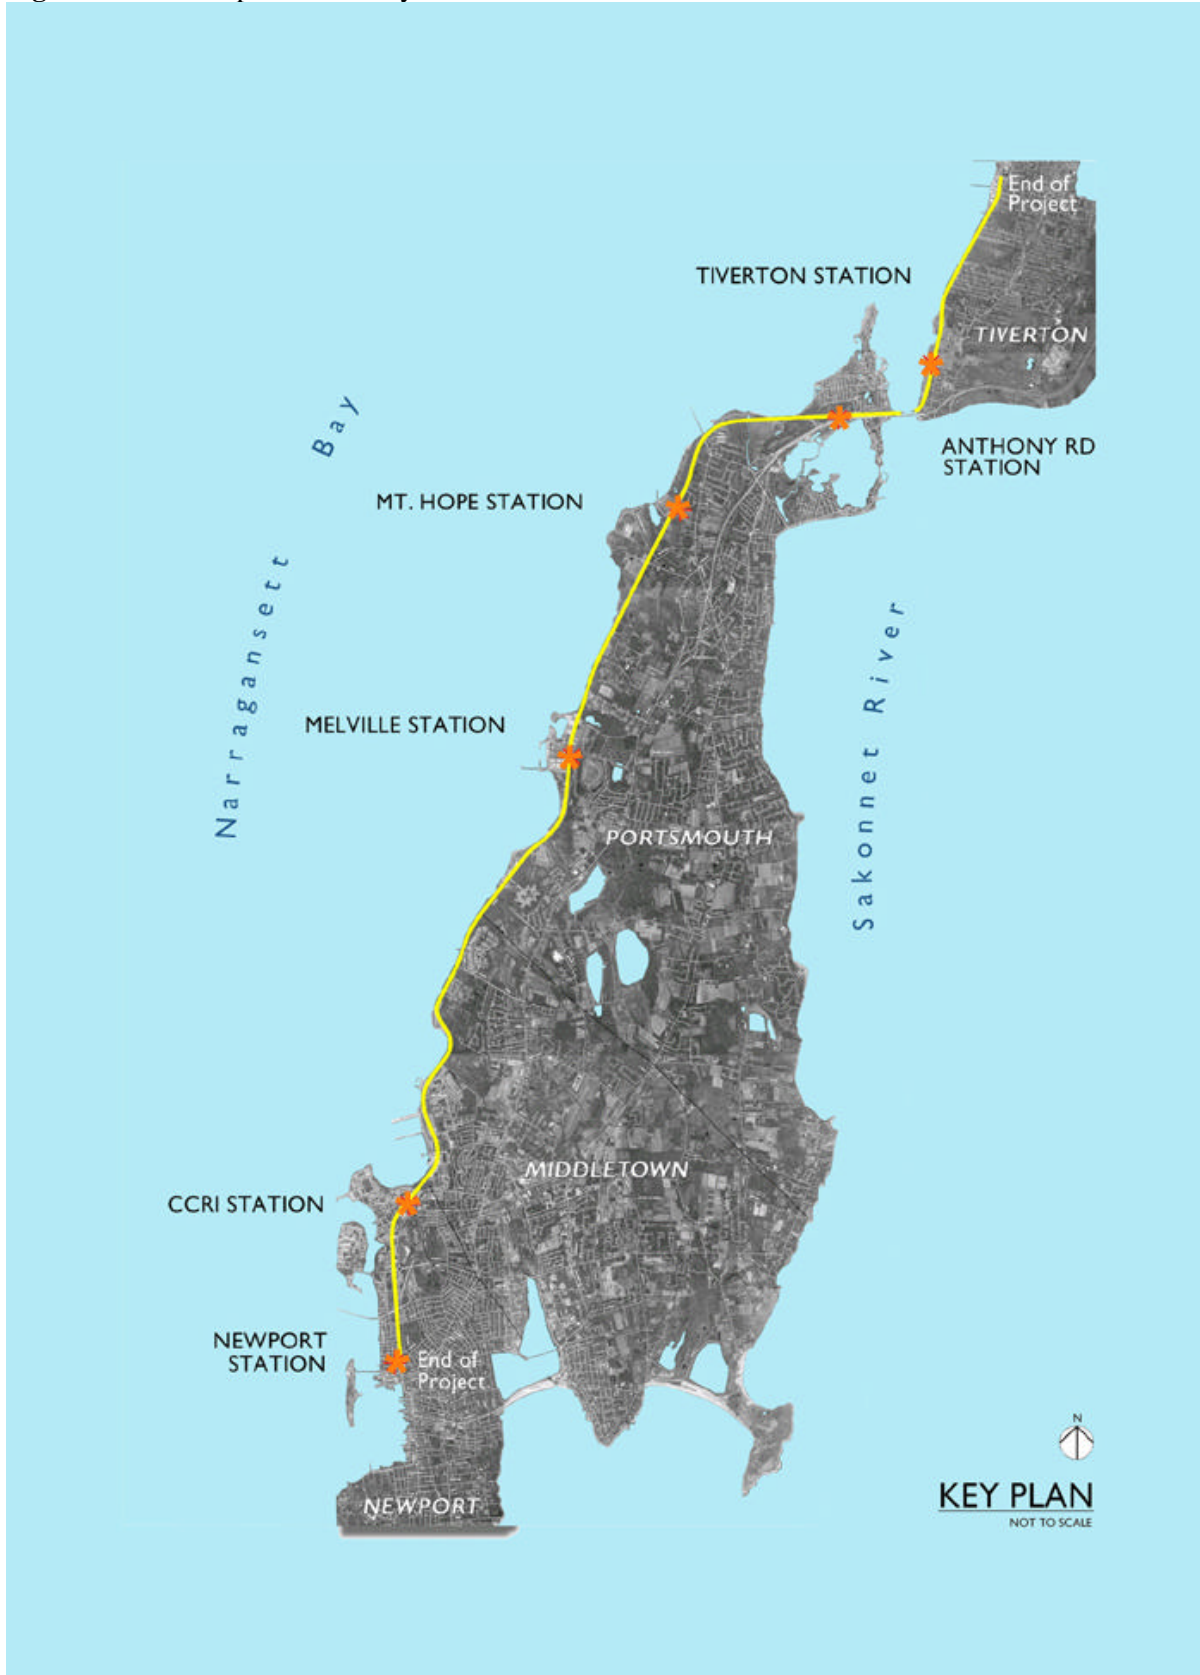 End of
Project
TIVERTON STATION
TIVERTON
ANTHONY RD
STATION
Narragansett Bay
MT. HOPE STATION
Sakonnet River
MELVILLE STATION
PORTSMOUTH
MIDDLETOWN
CCRI STATION
NEWPORT
STATION
End of
Project
N
KEY PLAN
NOT TO SCALE
NEWPORT